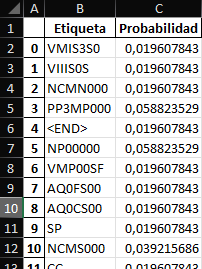 A B C
1 Etiqueta Probabilidad
2 0 VMIS3S0 0,019607843
3 1 VIIIS0S 0,019607843
4 2 NCMN000 0,019607843
5 3 PP3MP000 0,058823529
6 4 <END> 0,019607843
7 5 NP00000 0,058823529
8 6 VMP00SF 0,019607843
9 7 AQ0FS00 0,019607843
10 8 AQ0CS00 0,019607843
11 9 SP 0,019607843
12 10 NCMS000 0,039215686
13 11 CC 0,019607843